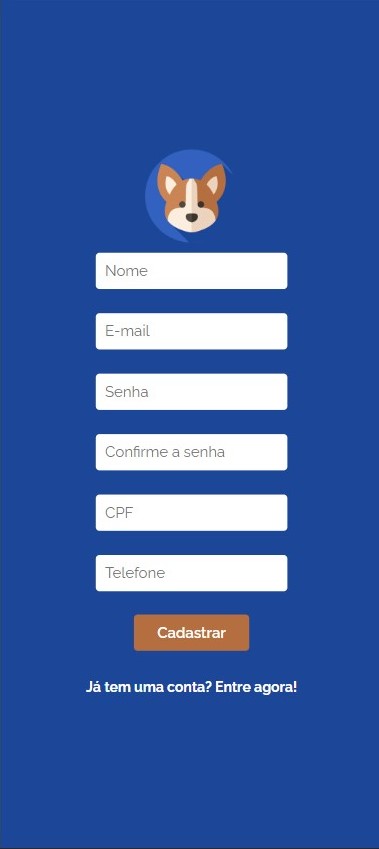 Nome
E-mail
Senha
Confirme a senha
CPF
Telefone
Cadastrar
Já tem uma conta? Entre agora!